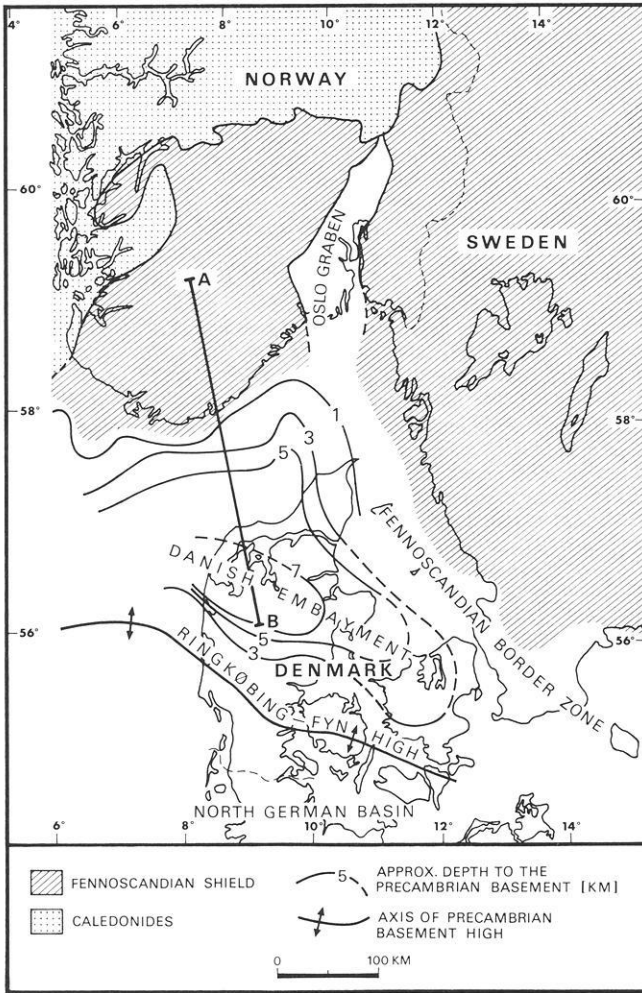 4° 6° 8° 10° 12° 14°
NORWAY
60° 60°
SWEDEN
A
OSLO GRABEN
58° 58°
1
3
5
FENNOSCANDIAN BORDER ZONE
DANISH EMBAYMENT
7
B
56° 56°
5
3
DENMARK
RINGKØBING-FYN HIGH
NORTH GERMAN BASIN
6° 8° 10° 12° 14°
FENNOSCANDIAN SHIELD
CALEDONIDES
5
APPROX. DEPTH TO THE
PRECAMBRIAN BASEMENT [KM]
AXIS OF PRECAMBRIAN
BASEMENT HIGH
0 100 KM